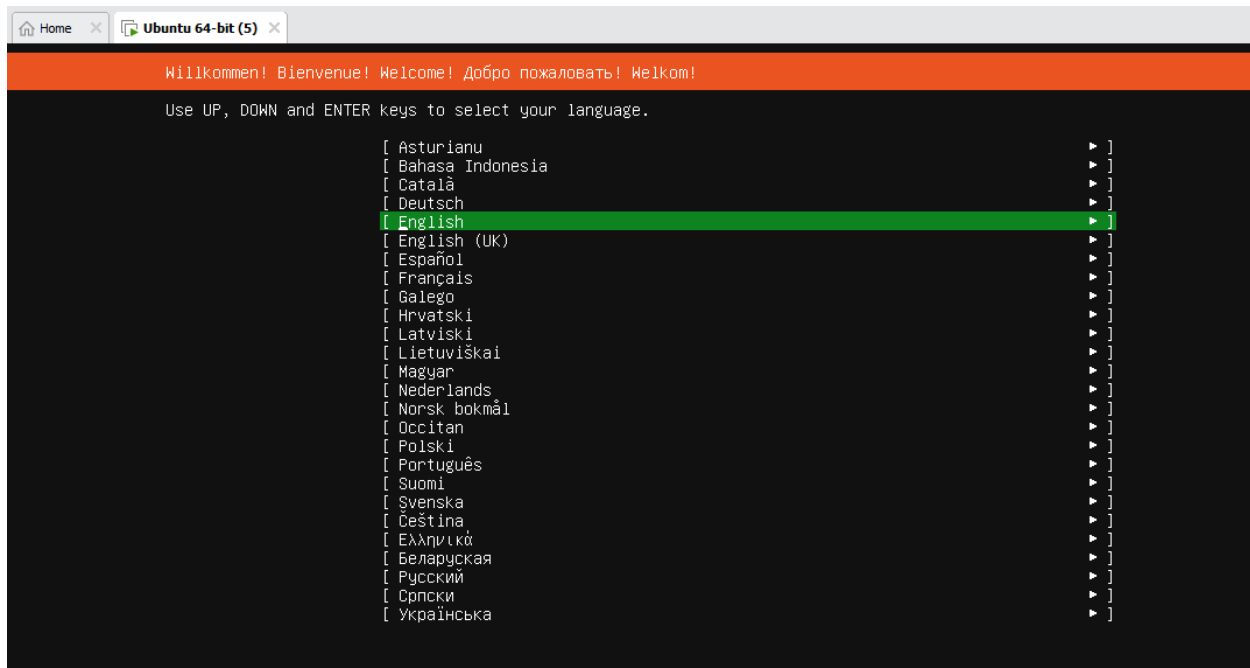 Home
Ubuntu 64-bit (5)
Willkommen! Bienvenue! Welcome! Добро пожаловать! Welkom!
Use UP, DOWN and ENTER keys to select your language.
[ Asturianu ► ]
[ Bahasa Indonesia ► ]
[ Català ► ]
[ Deutsch ► ]
[ English ► ]
[ English (UK) ► ]
[ Español ► ]
[ Français ► ]
[ Galego ► ]
[ Hrvatski ► ]
[ Latviski ► ]
[ Lietuviškai ► ]
[ Magyar ► ]
[ Nederlands ► ]
[ Norsk bokmål ► ]
[ Occitan ► ]
[ Polski ► ]
[ Português ► ]
[ Suomi ► ]
[ Svenska ► ]
[ Čeština ► ]
[ Ελληνικά ► ]
[ Беларуская ► ]
[ Русский ► ]
[ Српски ► ]
[ Українська ► ]